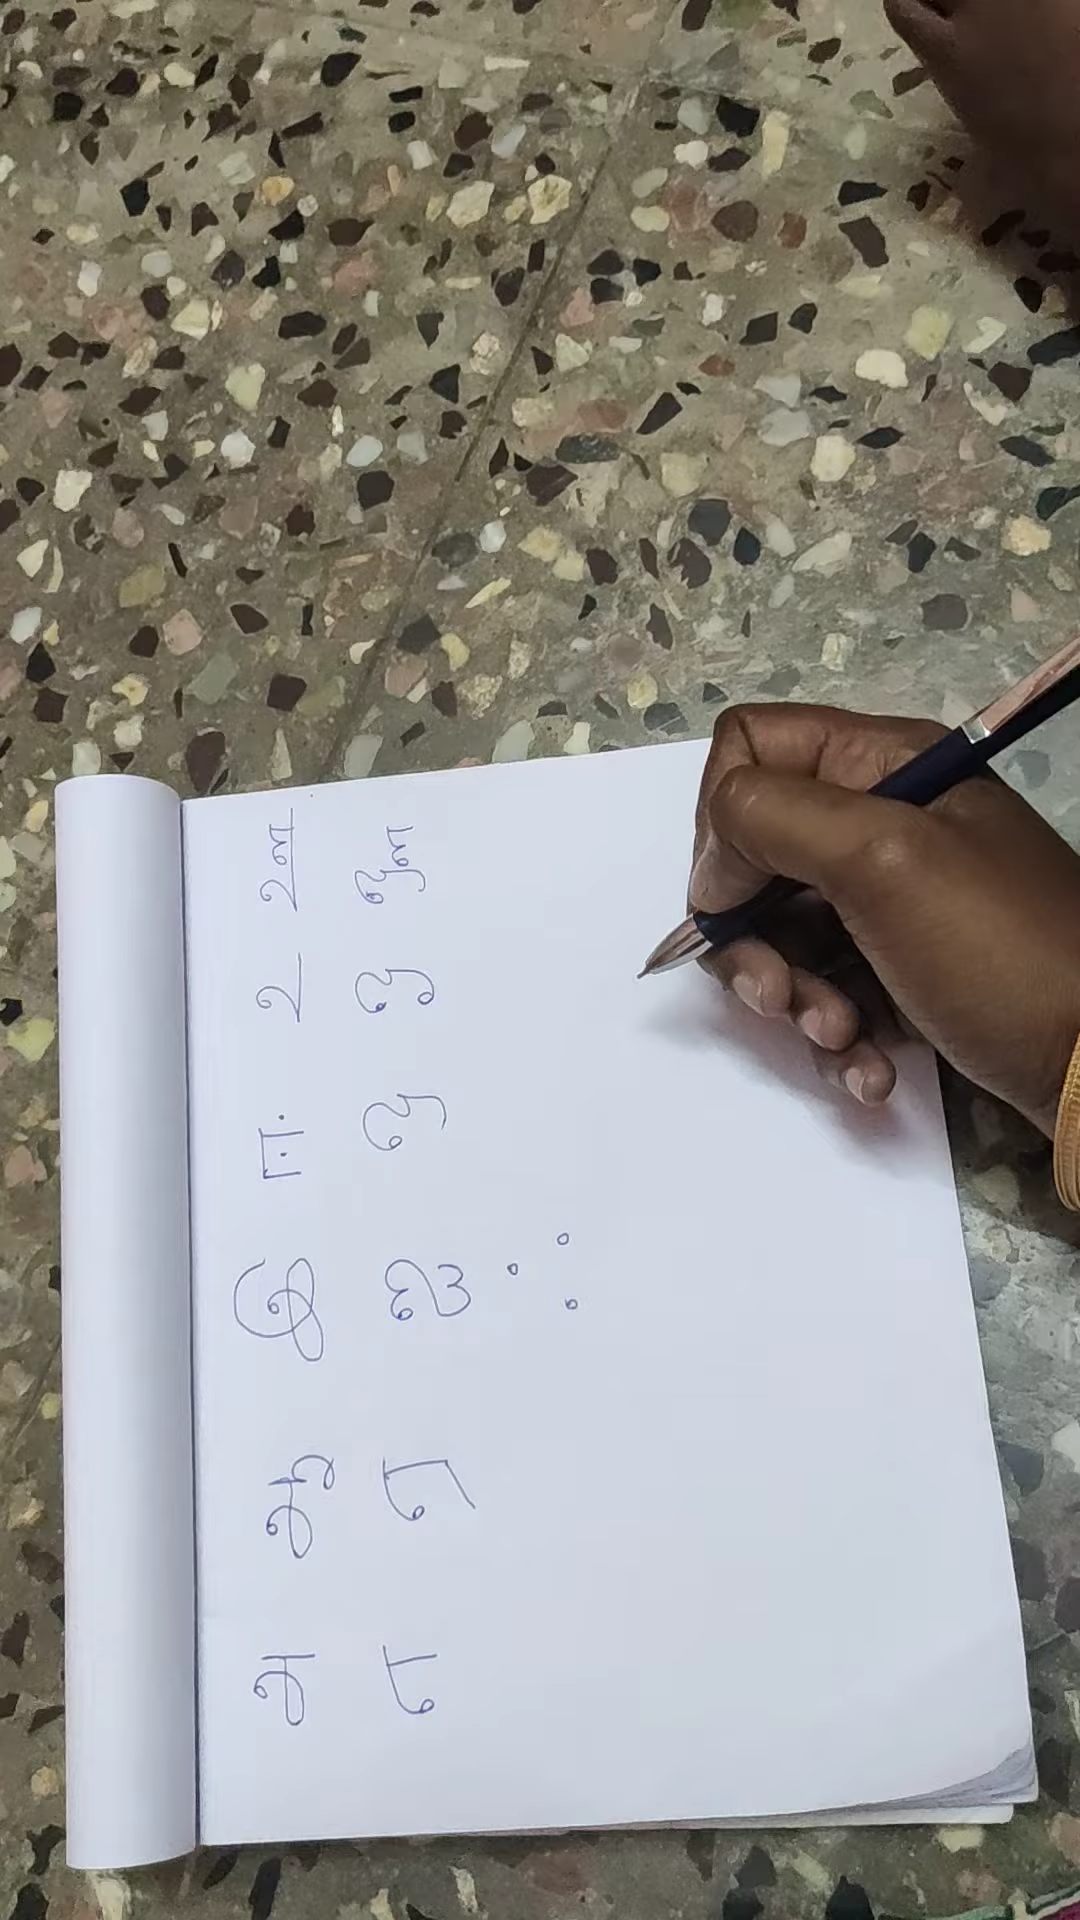 அ ஆ இ ஈ உ ஊ
எ ஏ ஐ ஒ ஓ ஔ
ஃ